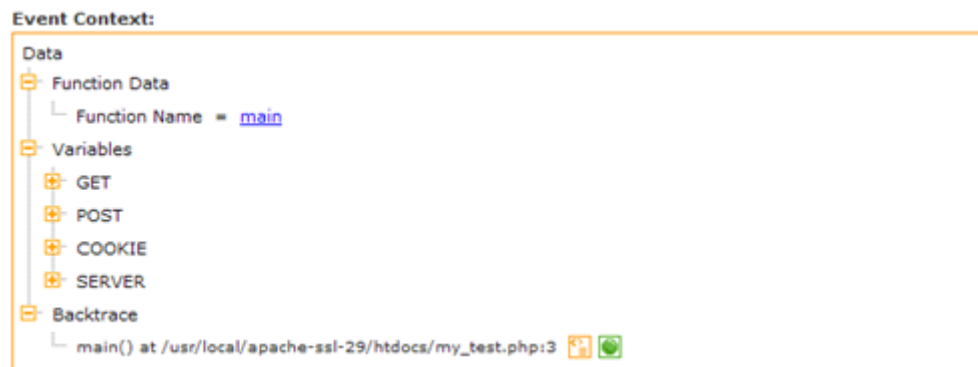 Event Context:
Data
Function Data
Function Name = main
Variables
GET
POST
COOKIE
SERVER
Backtrace
main() at /usr/local/apache-ssl-29/htdocs/my_test.php:3